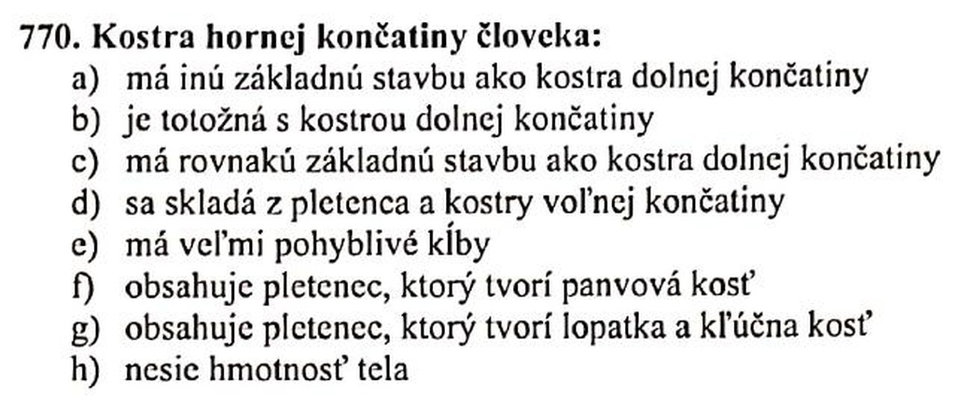 770. Kostra hornej končatiny človeka:
a) má inú základnú stavbu ako kostra dolnej končatiny
b) je totožná s kostrou dolnej končatiny
c) má rovnakú základnú stavbu ako kostra dolnej končatiny
d) sa skladá z pletenca a kostry voľnej končatiny
e) má veľmi pohyblivé kĺby
f) obsahuje pletenec, ktorý tvorí panvová kosť
g) obsahuje pletenec, ktorý tvorí lopatka a kľúčna kosť
h) nesie hmotnosť tela